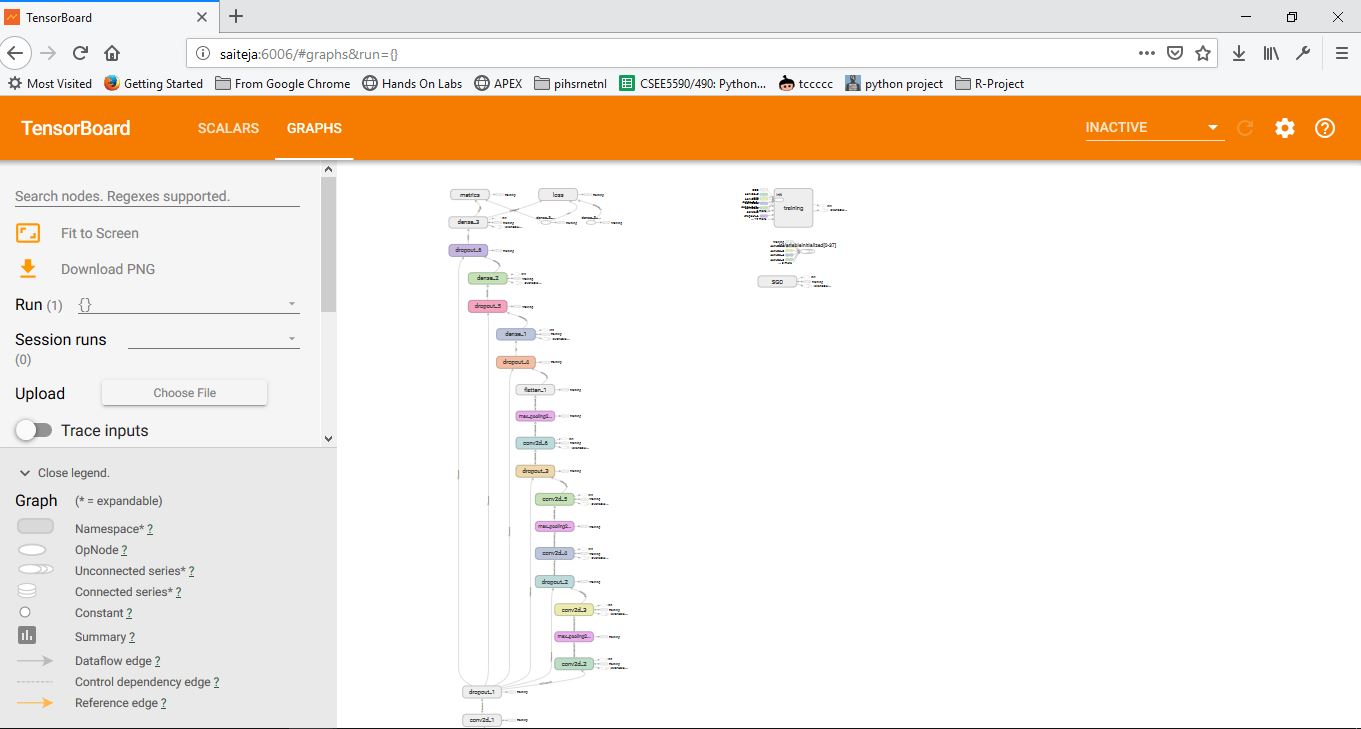 TensorBoard
saiteja:6006/#graphs&run={}
Most Visited Getting Started From Google Chrome Hands On Labs APEX pihsrnetnl CSEE5590/490: Python... tccccc python project R-Project
TensorBoard SCALARS GRAPHS INACTIVE
Search nodes. Regexes supported.
Fit to Screen
Download PNG
Run (1) {}
Session runs
(0)
Upload Choose File
Trace inputs
Close legend.
Graph (* = expandable)
Namespace* ?
OpNode ?
Unconnected series* ?
Connected series* ?
Constant ?
Summary ?
Dataflow edge ?
Control dependency edge ?
Reference edge ?
metrics
loss
dense_3
dropout_6
dense_2
dropout_5
dense_1
dropout_4
flatten_1
max_pooling2...
conv2d_6
dropout_3
conv2d_5
max_pooling2...
conv2d_4
dropout_2
conv2d_3
max_pooling2...
conv2d_2
dropout_1
conv2d_1
training
SGD